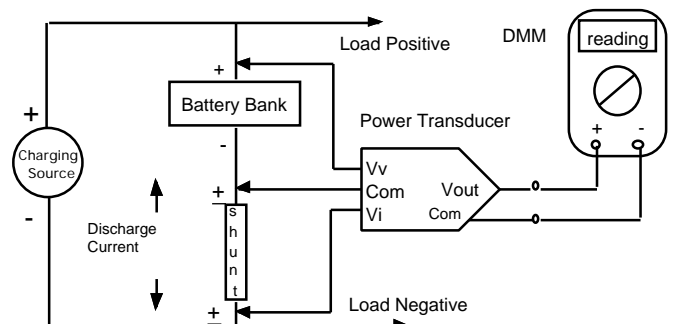 Load Positive
DMM
reading
+
Battery Bank
Power Transducer
+
Charging
Source
-
-
+ -
Vv
Com
Vi
Vout
Com
+
shunt
Discharge
Current
±
Load Negative